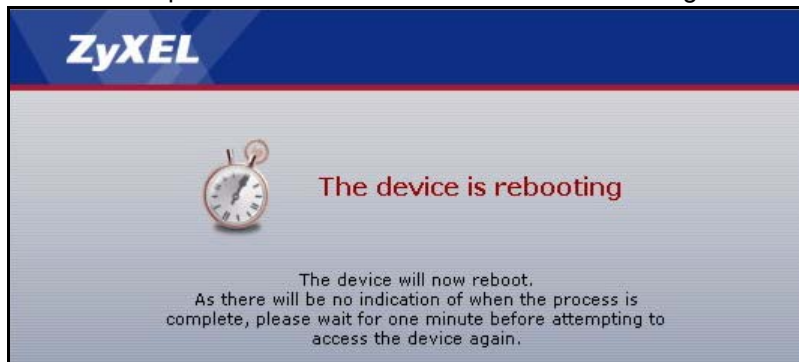 ZyXEL
The device is rebooting
The device will now reboot.
As there will be no indication of when the process is
complete, please wait for one minute before attempting to
access the device again.